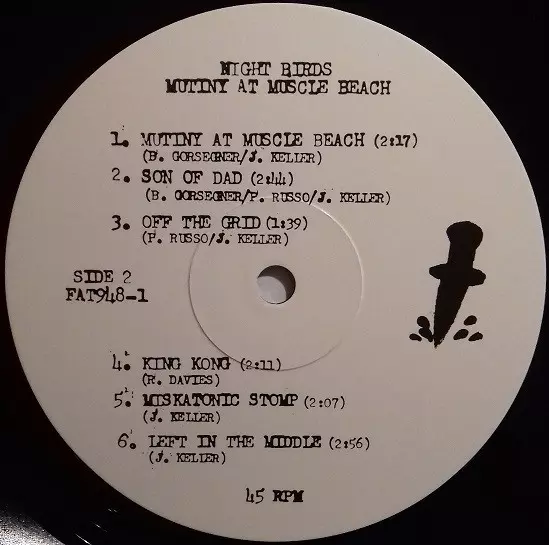 NIGHT BIRDS
MUTINY AT MUSCLE BEACH
1. MUTINY AT MUSCLE BEACH (2:17)
(B. GORSEGNER/J. KELLER)
2. SON OF DAD (2:44)
(B. GORSEGNER/P. RUSSO/J. KELLER)
3. OFF THE GRID (1:39)
(P. RUSSO/J. KELLER)
SIDE 2
FAT948-1
4. KING KONG (2:11)
(R. DAVIES)
5. MISKATONIC STOMP (2:07)
(J. KELLER)
6. LEFT IN THE MIDDLE (2:56)
(J. KELLER)
45 RPM